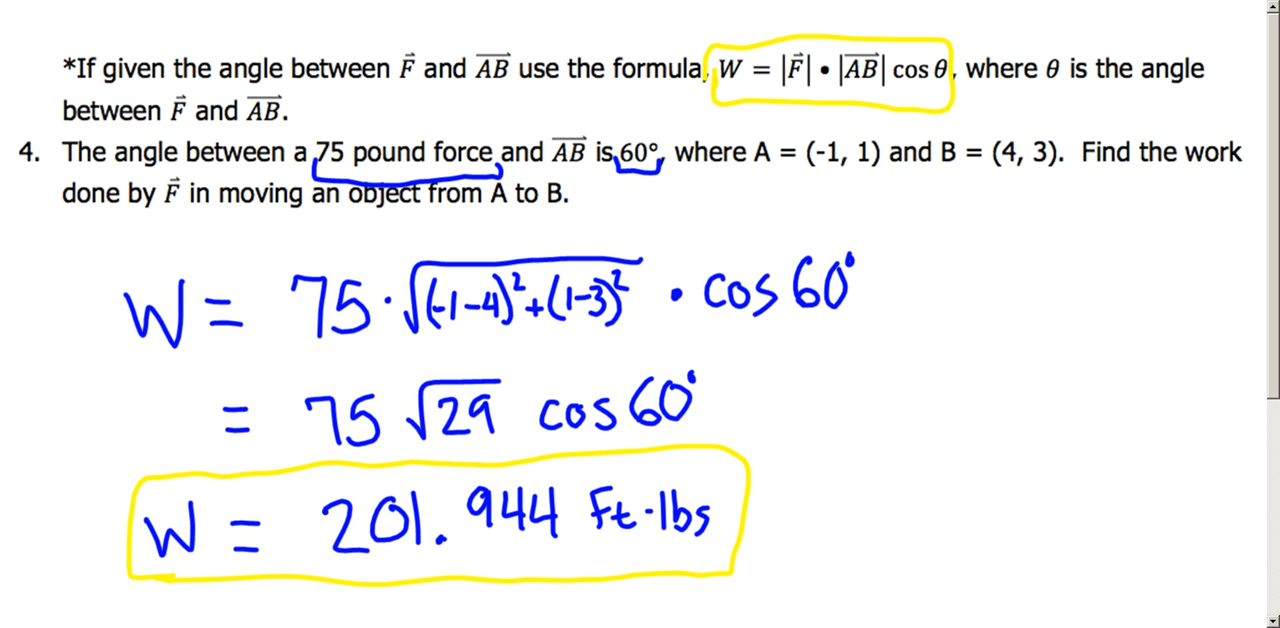 *If given the angle between F⃗ and AB⃗ use the formula, W = |F⃗| • |AB⃗| cos θ, where θ is the angle
between F⃗ and AB⃗.
4. The angle between a 75 pound force and AB⃗ is 60°, where A = (-1, 1) and B = (4, 3). Find the work
done by F⃗ in moving an object from A to B.
W = 75 · √((-1-4)²+(1-3)²) · cos 60°
= 75 √29 cos 60°
W = 201.944 Ft·lbs